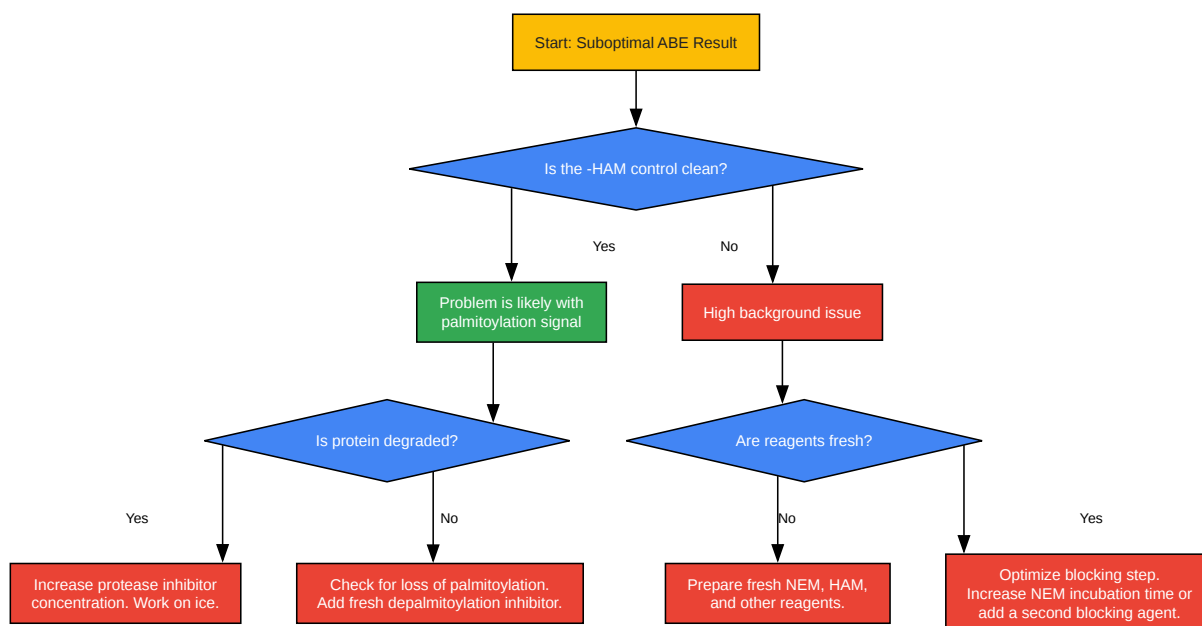 Start: Suboptimal ABE Result
Is the -HAM control clean?
Yes
No
Problem is likely with
palmitoylation signal
High background issue
Is protein degraded?
Are reagents fresh?
Yes
No
No
Yes
Increase protease inhibitor
concentration. Work on ice.
Check for loss of palmitoylation.
Add fresh depalmitoylation inhibitor.
Prepare fresh NEM, HAM,
and other reagents.
Optimize blocking step.
Increase NEM incubation time or
add a second blocking agent.